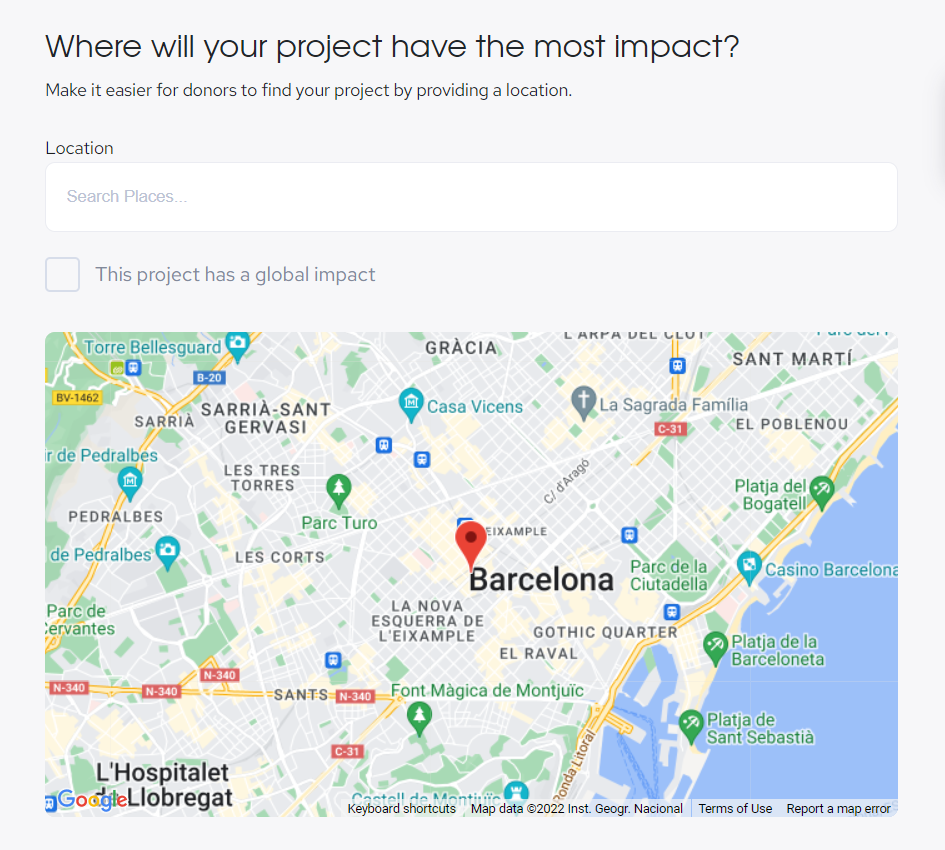 Where will your project have the most impact?
Make it easier for donors to find your project by providing a location.
Location
Search Places...
This project has a global impact
L'ARPA DEL CLOT
Torre Bellesguard
GRÀCIA
SANT MARTÍ
B-20
BV-1462
SARRIÀ
SARRIÀ-SANT
GERVASI
Casa Vicens
La Sagrada Família
C-31
EL POBLENOU
r de Pedralbes
LES TRES
TORRES
C/ d'Aragó
Platja del
Bogatell
PEDRALBES
Parc Turo
EIXAMPLE
de Pedralbes
LES CORTS
Barcelona
Parc de la
Ciutadella
Casino Barcelona
Parc de
Cervantes
LA NOVA
ESQUERRA DE
L'EIXAMPLE
GOTHIC QUARTER
EL RAVAL
Platja de la
Barceloneta
N-340
N-340
N-340
SANTS
N-340
Font Màgica de Montjuïc
Platja de
Sant Sebastià
C-31
Ronda Litoral
L'Hospitalet
de Llobregat
Google
Castell de Montjuïc
Keyboard shortcuts
Map data ©2022 Inst. Geogr. Nacional
Terms of Use
Report a map error